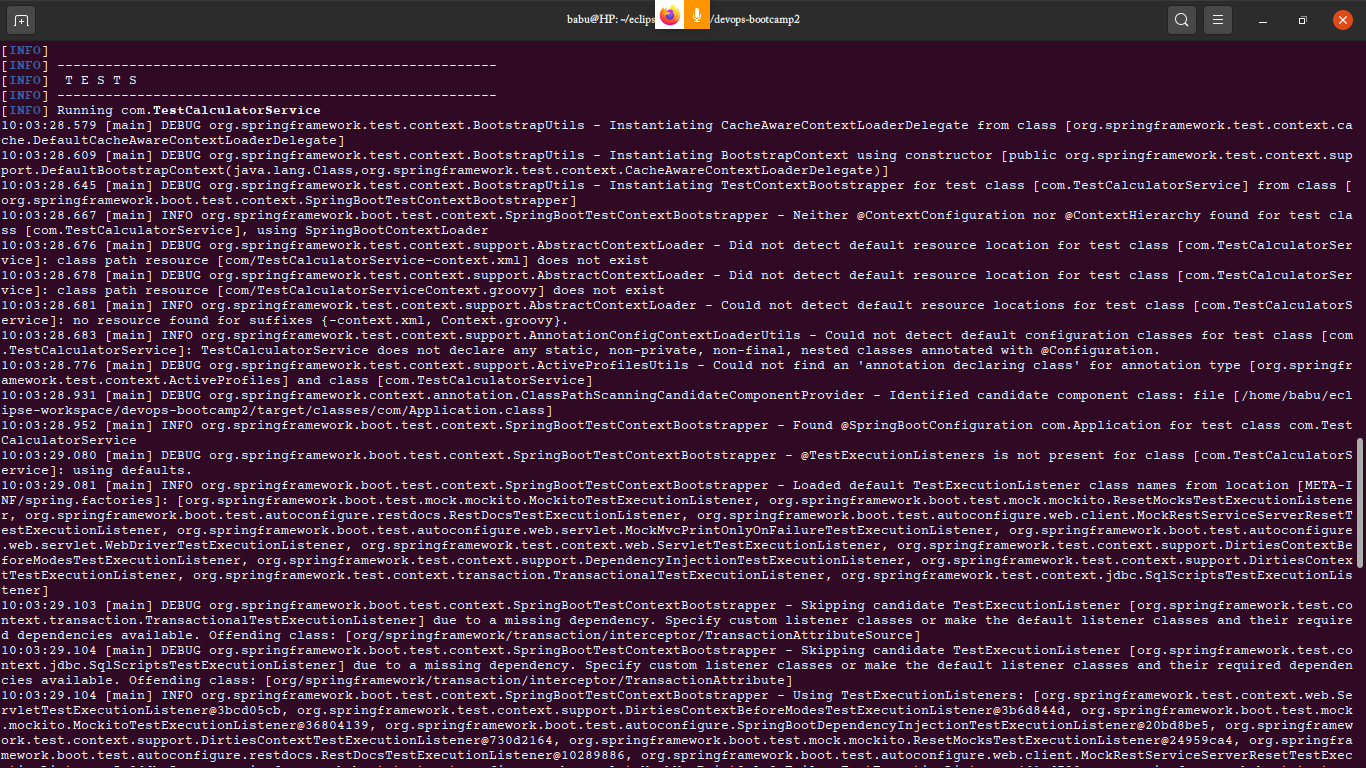 babu@HP: ~/eclips /devops-bootcamp2
[INFO]
[INFO] -------------------------------------------------------
[INFO]  T E S T S
[INFO] -------------------------------------------------------
[INFO] Running com.TestCalculatorService
10:03:28.579 [main] DEBUG org.springframework.test.context.BootstrapUtils - Instantiating CacheAwareContextLoaderDelegate from class [org.springframework.test.context.ca
che.DefaultCacheAwareContextLoaderDelegate]
10:03:28.609 [main] DEBUG org.springframework.test.context.BootstrapUtils - Instantiating BootstrapContext using constructor [public org.springframework.test.context.sup
port.DefaultBootstrapContext(java.lang.Class,org.springframework.test.context.CacheAwareContextLoaderDelegate)]
10:03:28.645 [main] DEBUG org.springframework.test.context.BootstrapUtils - Instantiating TestContextBootstrapper for test class [com.TestCalculatorService] from class [
org.springframework.boot.test.context.SpringBootTestContextBootstrapper]
10:03:28.667 [main] INFO org.springframework.boot.test.context.SpringBootTestContextBootstrapper - Neither @ContextConfiguration nor @ContextHierarchy found for test cla
ss [com.TestCalculatorService], using SpringBootContextLoader
10:03:28.676 [main] DEBUG org.springframework.test.context.support.AbstractContextLoader - Did not detect default resource location for test class [com.TestCalculatorSer
vice]: class path resource [com/TestCalculatorService-context.xml] does not exist
10:03:28.678 [main] DEBUG org.springframework.test.context.support.AbstractContextLoader - Did not detect default resource location for test class [com.TestCalculatorSer
vice]: class path resource [com/TestCalculatorServiceContext.groovy] does not exist
10:03:28.681 [main] INFO org.springframework.test.context.support.AbstractContextLoader - Could not detect default resource locations for test class [com.TestCalculatorS
ervice]: no resource found for suffixes {-context.xml, Context.groovy}.
10:03:28.683 [main] INFO org.springframework.test.context.support.AnnotationConfigContextLoaderUtils - Could not detect default configuration classes for test class [com
.TestCalculatorService]: TestCalculatorService does not declare any static, non-private, non-final, nested classes annotated with @Configuration.
10:03:28.776 [main] DEBUG org.springframework.test.context.support.ActiveProfilesUtils - Could not find an 'annotation declaring class' for annotation type [org.springfr
amework.test.context.ActiveProfiles] and class [com.TestCalculatorService]
10:03:28.931 [main] DEBUG org.springframework.context.annotation.ClassPathScanningCandidateComponentProvider - Identified candidate component class: file [/home/babu/ecl
ipse-workspace/devops-bootcamp2/target/classes/com/Application.class]
10:03:28.952 [main] INFO org.springframework.boot.test.context.SpringBootTestContextBootstrapper - Found @SpringBootConfiguration com.Application for test class com.Test
CalculatorService
10:03:29.080 [main] DEBUG org.springframework.boot.test.context.SpringBootTestContextBootstrapper - @TestExecutionListeners is not present for class [com.TestCalculatorS
ervice]: using defaults.
10:03:29.081 [main] INFO org.springframework.boot.test.context.SpringBootTestContextBootstrapper - Loaded default TestExecutionListener class names from location [META-I
NF/spring.factories]: [org.springframework.boot.test.mock.mockito.MockitoTestExecutionListener, org.springframework.boot.test.mock.mockito.ResetMocksTestExecutionListene
r, org.springframework.boot.test.autoconfigure.restdocs.RestDocsTestExecutionListener, org.springframework.boot.test.autoconfigure.web.client.MockRestServiceServerResetT
estExecutionListener, org.springframework.boot.test.autoconfigure.web.servlet.MockMvcPrintOnlyOnFailureTestExecutionListener, org.springframework.boot.test.autoconfigure
.web.servlet.WebDriverTestExecutionListener, org.springframework.test.context.web.ServletTestExecutionListener, org.springframework.test.context.support.DirtiesContextBe
foreModesTestExecutionListener, org.springframework.test.context.support.DependencyInjectionTestExecutionListener, org.springframework.test.context.support.DirtiesContex
tTestExecutionListener, org.springframework.test.context.transaction.TransactionalTestExecutionListener, org.springframework.test.context.jdbc.SqlScriptsTestExecutionLis
tener]
10:03:29.103 [main] DEBUG org.springframework.boot.test.context.SpringBootTestContextBootstrapper - Skipping candidate TestExecutionListener [org.springframework.test.co
ntext.transaction.TransactionalTestExecutionListener] due to a missing dependency. Specify custom listener classes or make the default listener classes and their require
d dependencies available. Offending class: [org/springframework/transaction/interceptor/TransactionAttributeSource]
10:03:29.104 [main] DEBUG org.springframework.boot.test.context.SpringBootTestContextBootstrapper - Skipping candidate TestExecutionListener [org.springframework.test.co
ntext.jdbc.SqlScriptsTestExecutionListener] due to a missing dependency. Specify custom listener classes or make the default listener classes and their required dependen
cies available. Offending class: [org/springframework/transaction/interceptor/TransactionAttribute]
10:03:29.104 [main] INFO org.springframework.boot.test.context.SpringBootTestContextBootstrapper - Using TestExecutionListeners: [org.springframework.test.context.web.Se
rvletTestExecutionListener@3bcd05cb, org.springframework.test.context.support.DirtiesContextBeforeModesTestExecutionListener@3b6d844d, org.springframework.boot.test.mock
.mockito.MockitoTestExecutionListener@36804139, org.springframework.boot.test.autoconfigure.SpringBootDependencyInjectionTestExecutionListener@20bd8be5, org.springframew
ork.test.context.support.DirtiesContextTestExecutionListener@730d2164, org.springframework.boot.test.mock.mockito.ResetMocksTestExecutionListener@24959ca4, org.springfra
mework.boot.test.autoconfigure.restdocs.RestDocsTestExecutionListener@10289886, org.springframework.boot.test.autoconfigure.web.client.MockRestServiceServerResetTestExec